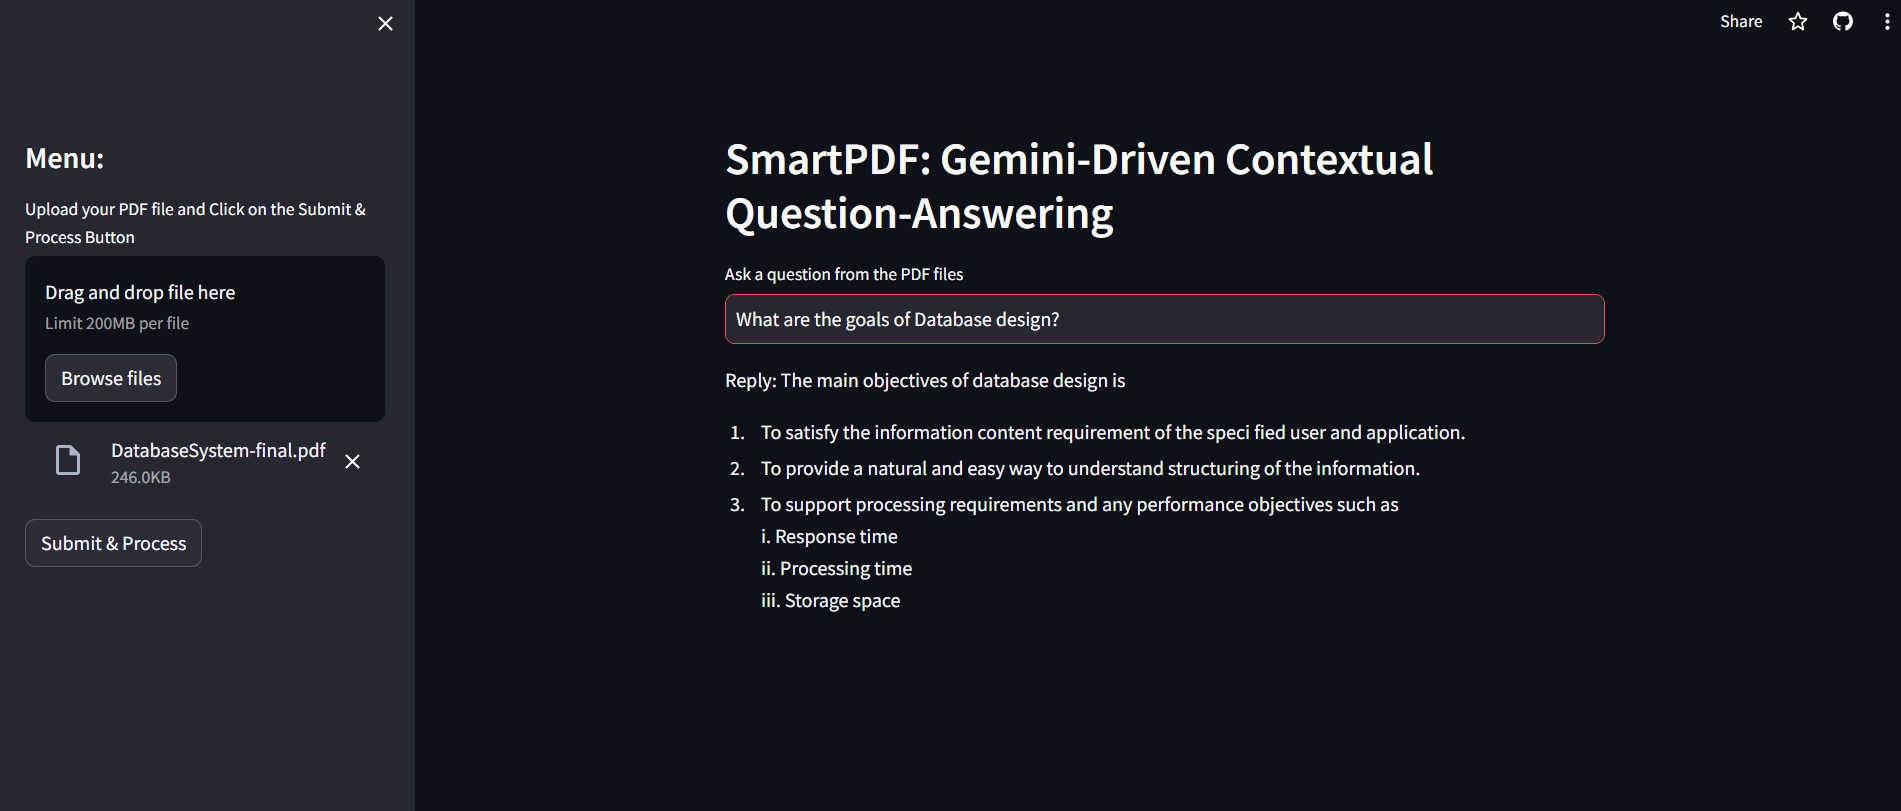 Share
Menu:
Upload your PDF file and Click on the Submit &
Process Button
Drag and drop file here
Limit 200MB per file
Browse files
DatabaseSystem-final.pdf
246.0KB
Submit & Process
SmartPDF: Gemini-Driven Contextual
Question-Answering
Ask a question from the PDF files
What are the goals of Database design?
Reply: The main objectives of database design is
1. To satisfy the information content requirement of the speci fied user and application.
2. To provide a natural and easy way to understand structuring of the information.
3. To support processing requirements and any performance objectives such as
i. Response time
ii. Processing time
iii. Storage space